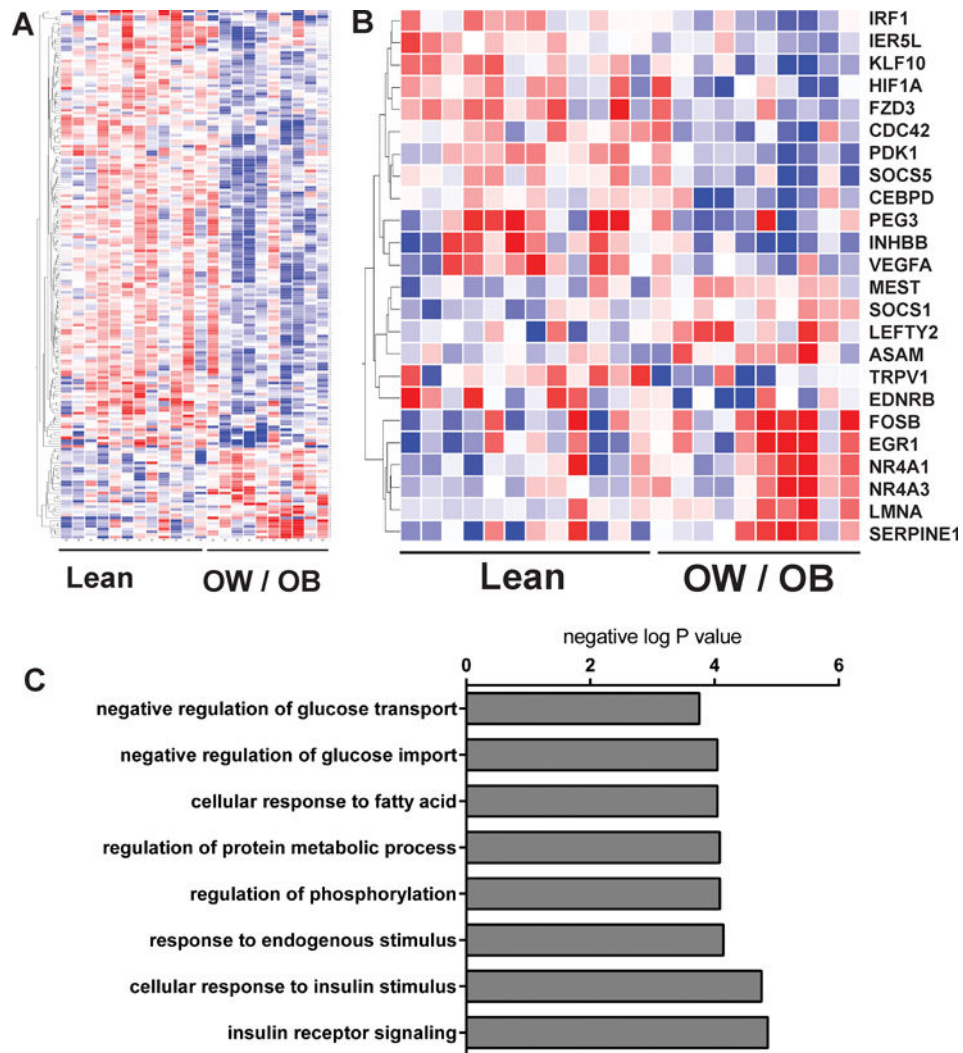 A
B
IRF1
IER5L
KLF10
HIF1A
FZD3
CDC42
PDK1
SOCS5
CEBPD
PEG3
INHBB
VEGFA
MEST
SOCS1
LEFTY2
ASAM
TRPV1
EDNRB
FOSB
EGR1
NR4A1
NR4A3
LMNA
SERPINE1
Lean OW / OB
Lean OW / OB
C
negative log P value
0 2 4 6
negative regulation of glucose transport
negative regulation of glucose import
cellular response to fatty acid
regulation of protein metabolic process
regulation of phosphorylation
response to endogenous stimulus
cellular response to insulin stimulus
insulin receptor signaling